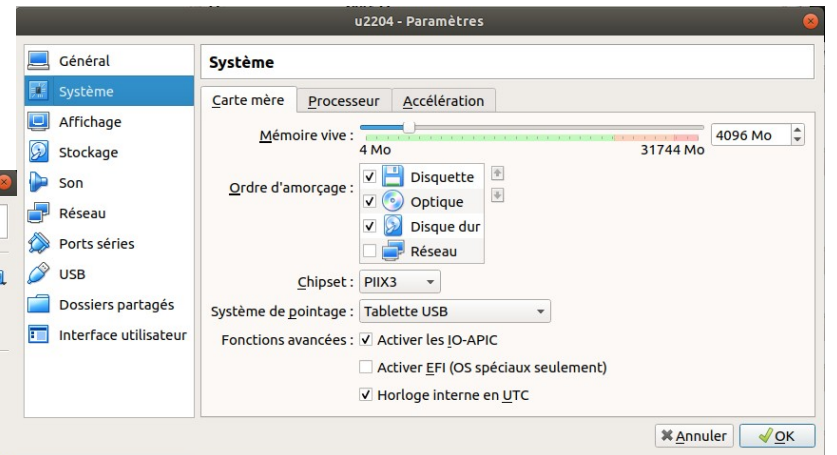 u2204 - Paramètres
Général
Système
Affichage
Stockage
Son
Réseau
Ports séries
USB
Dossiers partagés
Interface utilisateur
Système
Carte mère Processeur Accélération
Mémoire vive : 4096 Mo
4 Mo 31744 Mo
Ordre d'amorçage :
Disquette
Optique
Disque dur
Réseau
Chipset : PIIX3
Système de pointage : Tablette USB
Fonctions avancées : Activer les IO-APIC
Activer EFI (OS spéciaux seulement)
Horloge interne en UTC
Annuler OK